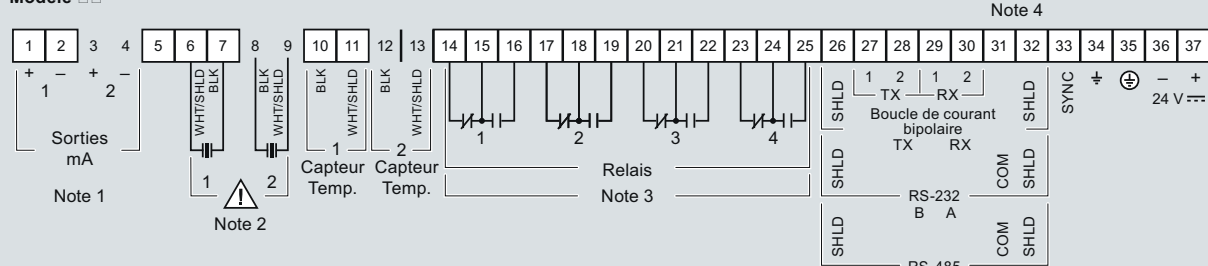 Modèle □□
Note 4
1 2 3 4 5 6 7 8 9 10 11 12 13 14 15 16 17 18 19 20 21 22 23 24 25 26 27 28 29 30 31 32 33 34 35 36 37
+ – + –
1 2
Sorties
mA
Note 1
WHT/SHLD
BLK
BLK
WHT/SHLD
1 2
Note 2
BLK
WHT/SHLD
1
Capteur
Temp.
BLK
WHT/SHLD
2
Capteur
Temp.
1 2 3 4
Relais
Note 3
SHLD
1 2 1 2
TX RX
SHLD
Boucle de courant
bipolaire
TX RX
SHLD
COM
SHLD
RS-232
B A
SHLD
COM
SHLD
RS-485
SYNC
– +
24 V